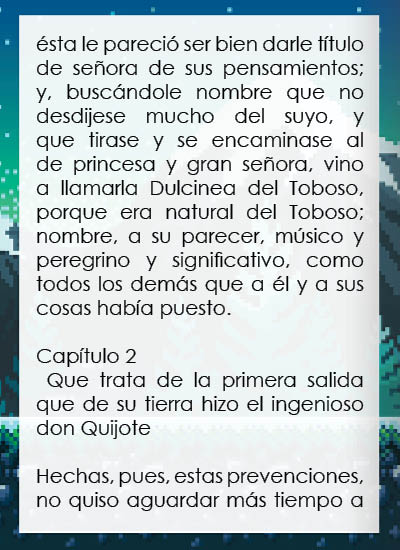 ésta le pareció ser bien darle título
de señora de sus pensamientos;
y, buscándole nombre que no
desdijese mucho del suyo, y
que tirase y se encaminase al
de princesa y gran señora, vino
a llamarla Dulcinea del Toboso,
porque era natural del Toboso;
nombre, a su parecer, músico y
peregrino y significativo, como
todos los demás que a él y a sus
cosas había puesto.

Capítulo 2
Que trata de la primera salida
que de su tierra hizo el ingenioso
don Quijote

Hechas, pues, estas prevenciones,
no quiso aguardar más tiempo a